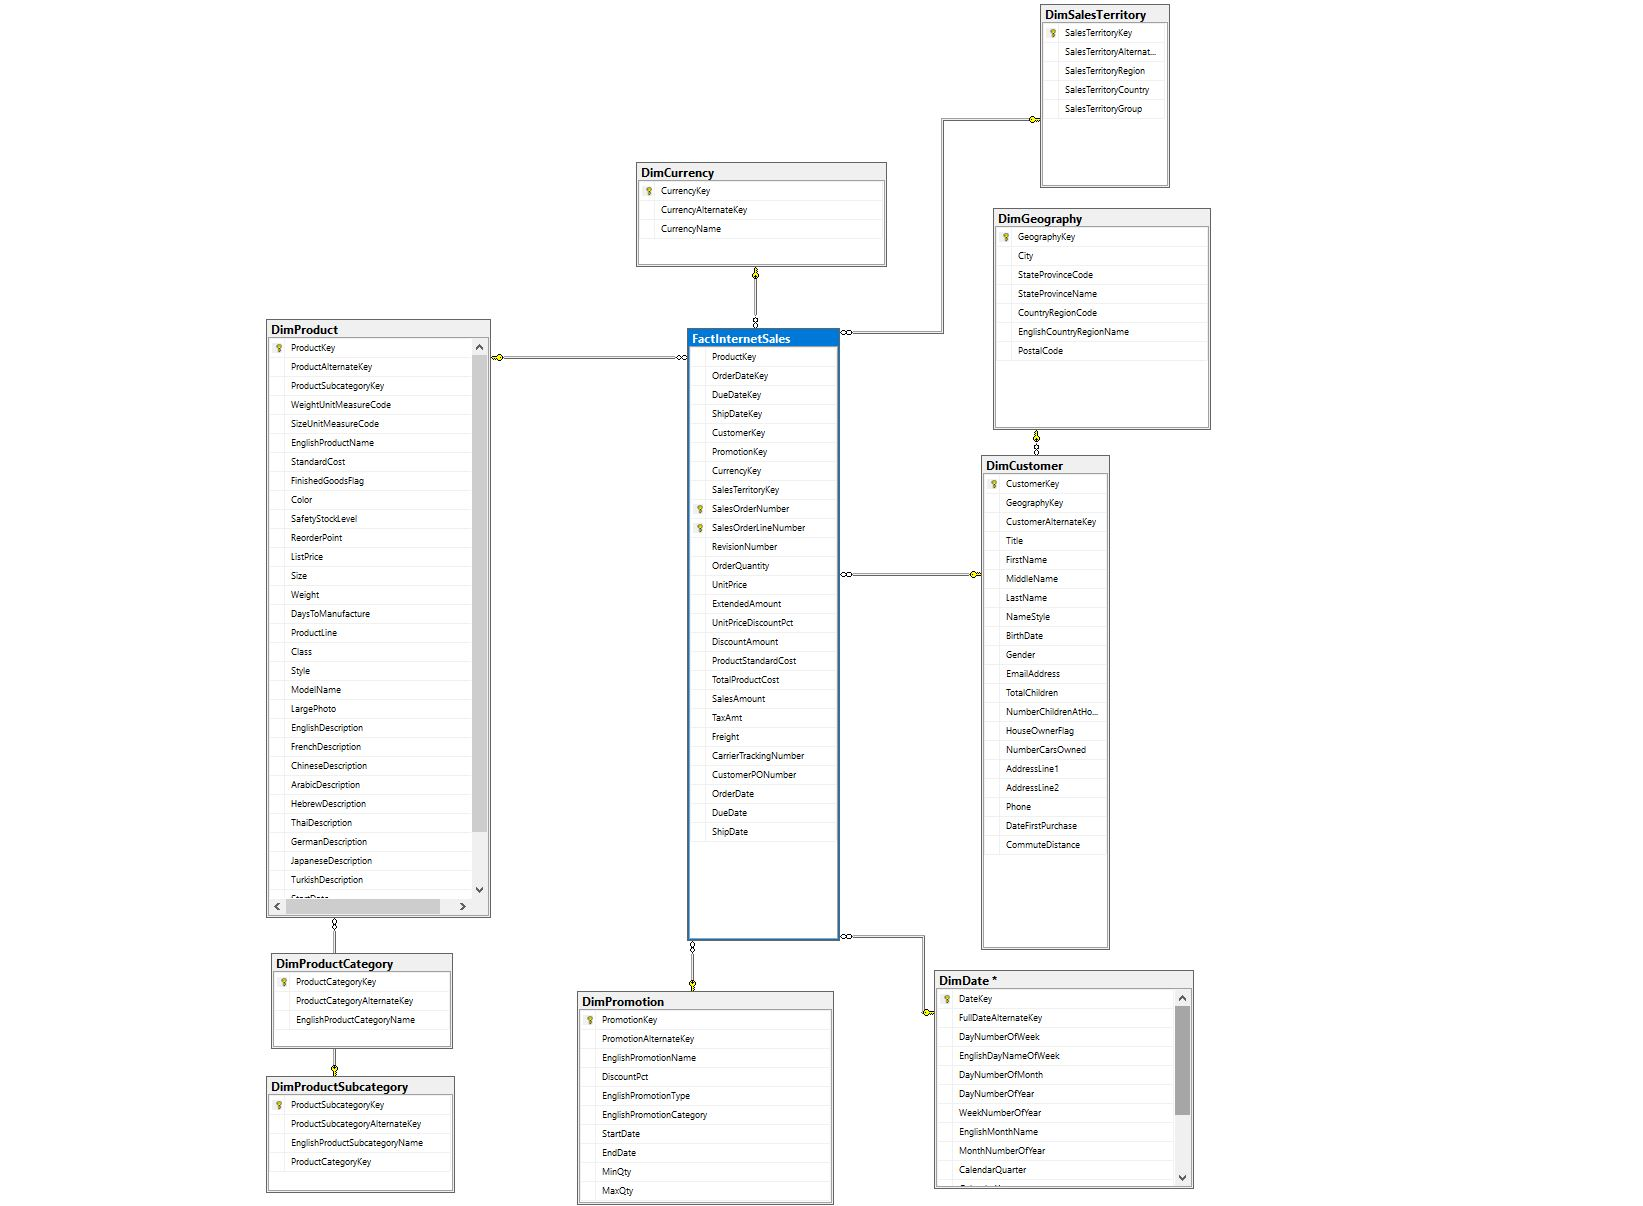 DimSalesTerritory
SalesTerritoryKey
SalesTerritoryAlternat...
SalesTerritoryRegion
SalesTerritoryCountry
SalesTerritoryGroup
DimCurrency
CurrencyKey
CurrencyAlternateKey
CurrencyName
DimGeography
GeographyKey
City
StateProvinceCode
StateProvinceName
CountryRegionCode
EnglishCountryRegionName
PostalCode
DimProduct
ProductKey
ProductAlternateKey
ProductSubcategoryKey
WeightUnitMeasureCode
SizeUnitMeasureCode
EnglishProductName
StandardCost
FinishedGoodsFlag
Color
SafetyStockLevel
ReorderPoint
ListPrice
Size
Weight
DaysToManufacture
ProductLine
Class
Style
ModelName
LargePhoto
EnglishDescription
FrenchDescription
ChineseDescription
ArabicDescription
HebrewDescription
ThaiDescription
GermanDescription
JapaneseDescription
TurkishDescription
FactInternetSales
ProductKey
OrderDateKey
DueDateKey
ShipDateKey
CustomerKey
PromotionKey
CurrencyKey
SalesTerritoryKey
SalesOrderNumber
SalesOrderLineNumber
RevisionNumber
OrderQuantity
UnitPrice
ExtendedAmount
UnitPriceDiscountPct
DiscountAmount
ProductStandardCost
TotalProductCost
SalesAmount
TaxAmt
Freight
CarrierTrackingNumber
CustomerPONumber
OrderDate
DueDate
ShipDate
DimCustomer
CustomerKey
GeographyKey
CustomerAlternateKey
Title
FirstName
MiddleName
LastName
NameStyle
BirthDate
Gender
EmailAddress
TotalChildren
NumberChildrenAtHo...
HouseOwnerFlag
NumberCarsOwned
AddressLine1
AddressLine2
Phone
DateFirstPurchase
CommuteDistance
DimProductCategory
ProductCategoryKey
ProductCategoryAlternateKey
EnglishProductCategoryName
DimProductSubcategory
ProductSubcategoryKey
ProductSubcategoryAlternateKey
EnglishProductSubcategoryName
ProductCategoryKey
DimPromotion
PromotionKey
PromotionAlternateKey
EnglishPromotionName
DiscountPct
EnglishPromotionType
EnglishPromotionCategory
StartDate
EndDate
MinQty
MaxQty
DimDate *
DateKey
FullDateAlternateKey
DayNumberOfWeek
EnglishDayNameOfWeek
DayNumberOfMonth
DayNumberOfYear
WeekNumberOfYear
EnglishMonthName
MonthNumberOfYear
CalendarQuarter